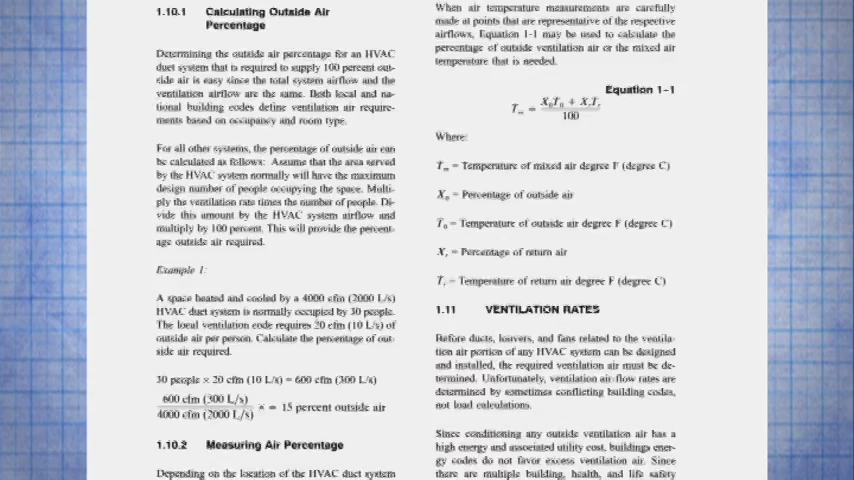 1.10.1 Calculating Outside Air
Percentage
Determining the outside air percentage for an HVAC
duct system that is required to supply 100 percent out-
side air is easy since the total system airflow and the
ventilation airflow are the same. Both local and na-
tional building codes define ventilation air require-
ments based on occupancy and room type.
For all other systems, the percentage of outside air can
be calculated as follows: Assume that the area served
by the HVAC system normally will have the maximum
design number of people occupying the space. Multi-
ply the ventilation rate times the number of people. Di-
vide this amount by the HVAC system airflow and
multiply by 100 percent. This will provide the percent-
age outside air required.
Example 1:
A space heated and cooled by a 4000 cfm (2000 L/s)
HVAC duct system is normally occupied by 30 people.
The local ventilation code requires 20 cfm (10 L/s) of
outside air per person. Calculate the percentage of out-
side air required.
30 people × 20 cfm (10 L/s) = 600 cfm (300 L/s)
600 cfm (300 L/s)
4000 cfm (2000 L/s) × = 15 percent outside air
1.10.2 Measuring Air Percentage
Depending on the location of the HVAC duct system
When air temperature measurements are carefully
made at points that are representative of the respective
airflows, Equation 1-1 may be used to calculate the
percentage of outside ventilation air or the mixed air
temperature that is needed.
Equation 1-1
Tm = X0T0 + XrTr
100
Where:
Tm = Temperature of mixed air degree F (degree C)
X0 = Percentage of outside air
T0 = Temperature of outside air degree F (degree C)
Xr = Percentage of return air
Tr = Temperature of return air degree F (degree C)
1.11 VENTILATION RATES
Before ducts, louvers, and fans related to the ventila-
tion air portion of any HVAC system can be designed
and installed, the required ventilation air must be de-
termined. Unfortunately, ventilation air flow rates are
determined by sometimes conflicting building codes,
not load calculations.
Since conditioning any outside ventilation air has a
high energy and associated utility cost, buildings ener-
gy codes do not favor excess ventilation air. Since
there are multiple building, health, and life safety